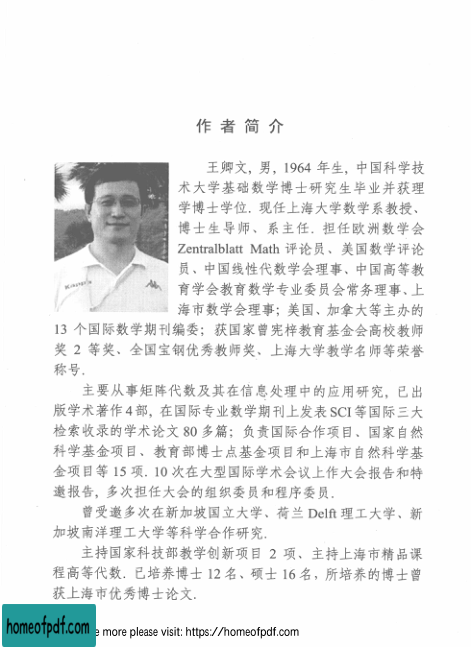 作者简介
王卿文, 男, 1964 年生, 中国科学技
术大学基础数学博士研究生毕业并获理
学博士学位. 现任上海大学数学系教授、
博士生导师、系主任. 担任欧洲数学会
Zentralblatt Math 评论员、美国数学评论
员、中国线性代数学会理事、中国高等教
育学会教育数学专业委员会常务理事、上
海市数学会理事; 美国、加拿大等主办的
13 个国际数学期刊编委; 获国家曾宪梓教育基金会高校教师
奖 2 等奖、全国宝钢优秀教师奖、上海大学教学名师等荣誉
称号.
主要从事矩阵代数及其在信息处理中的应用研究, 已出
版学术著作4部, 在国际专业数学期刊上发表SCI等国际三大
检索收录的学术论文 80 多篇; 负责国际合作项目、国家自然
科学基金项目、教育部博士点基金项目和上海市自然科学基
金项目等 15 项. 10 次在大型国际学术会议上作大会报告和特
邀报告, 多次担任大会的组织委员和程序委员.
曾受邀多次在新加坡国立大学、荷兰 Delft 理工大学、新
加坡南洋理工大学等科学合作研究.
主持国家科技部教学创新项目 2 项、主持上海市精品课
程高等代数. 已培养博士 12 名、硕士 16 名, 所培养的博士曾
获上海市优秀博士论文.
homeofpdf.com
e more please visit: https://homeofpdf.com